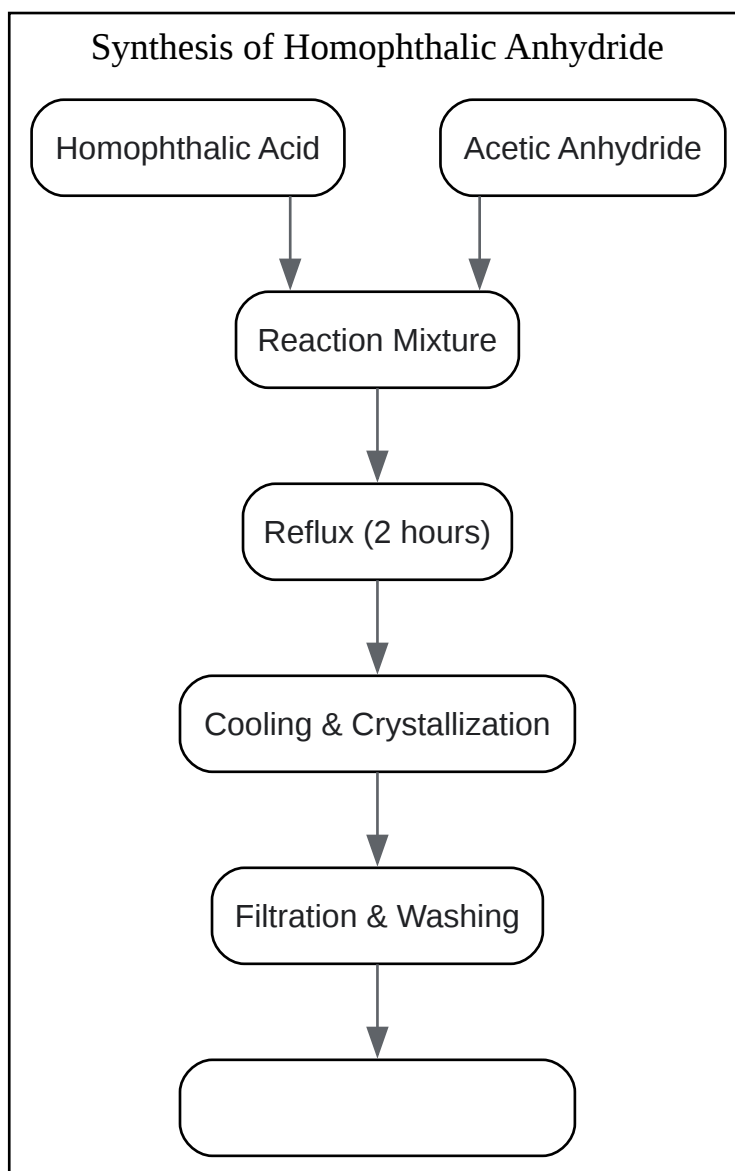 Synthesis of Homophthalic Anhydride
Homophthalic Acid
Acetic Anhydride
Reaction Mixture
Reflux (2 hours)
Cooling & Crystallization
Filtration & Washing